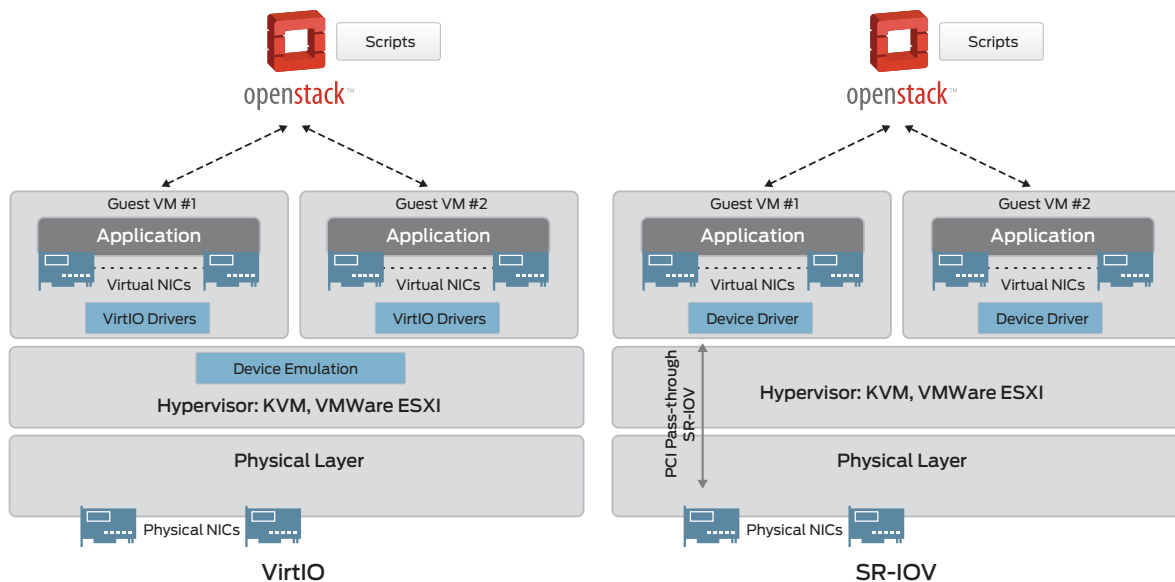 Scripts
openstack™
Guest VM #1
Application
Virtual NICs
VirtIO Drivers
Guest VM #2
Application
Virtual NICs
VirtIO Drivers
Device Emulation
Hypervisor: KVM, VMWare ESXI
Physical Layer
Physical NICs
VirtIO
Scripts
openstack™
Guest VM #1
Application
Virtual NICs
Device Driver
Guest VM #2
Application
Virtual NICs
Device Driver
PCI Pass-through
SR-IOV
Hypervisor: KVM, VMWare ESXI
Physical Layer
Physical NICs
SR-IOV